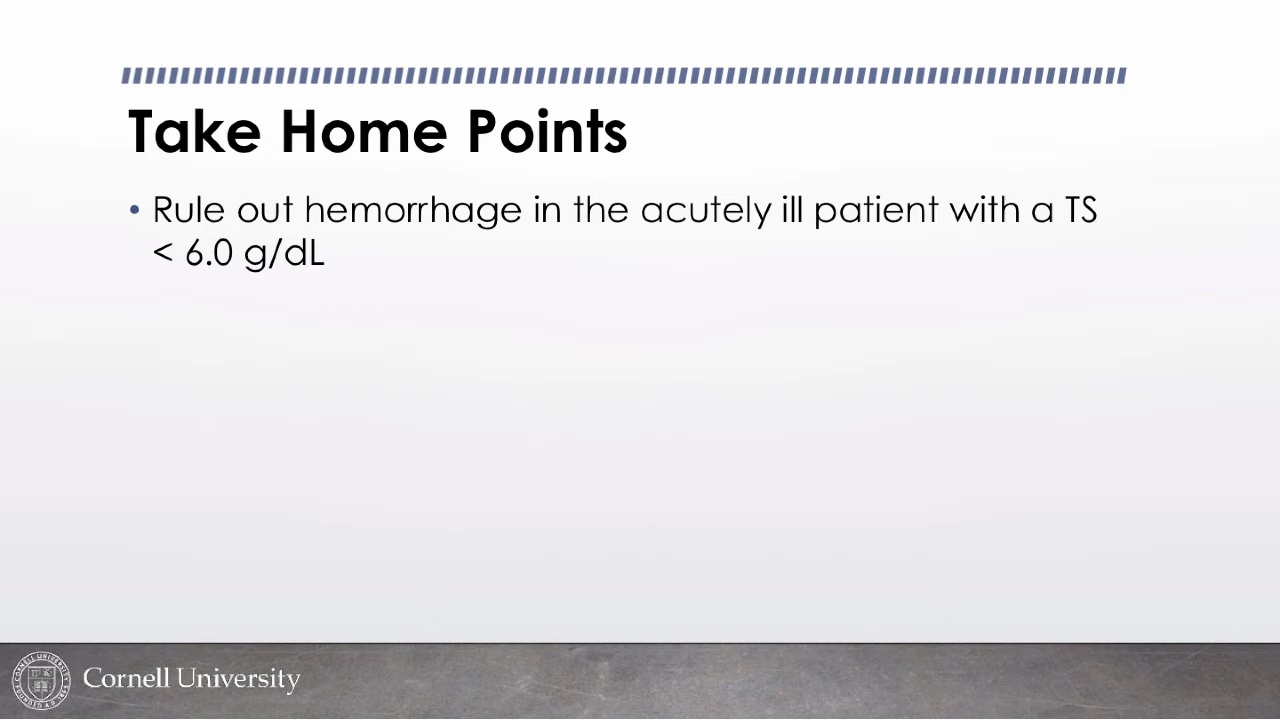 Take Home Points
• Rule out hemorrhage in the acutely ill patient with a TS
< 6.0 g/dL
Cornell University